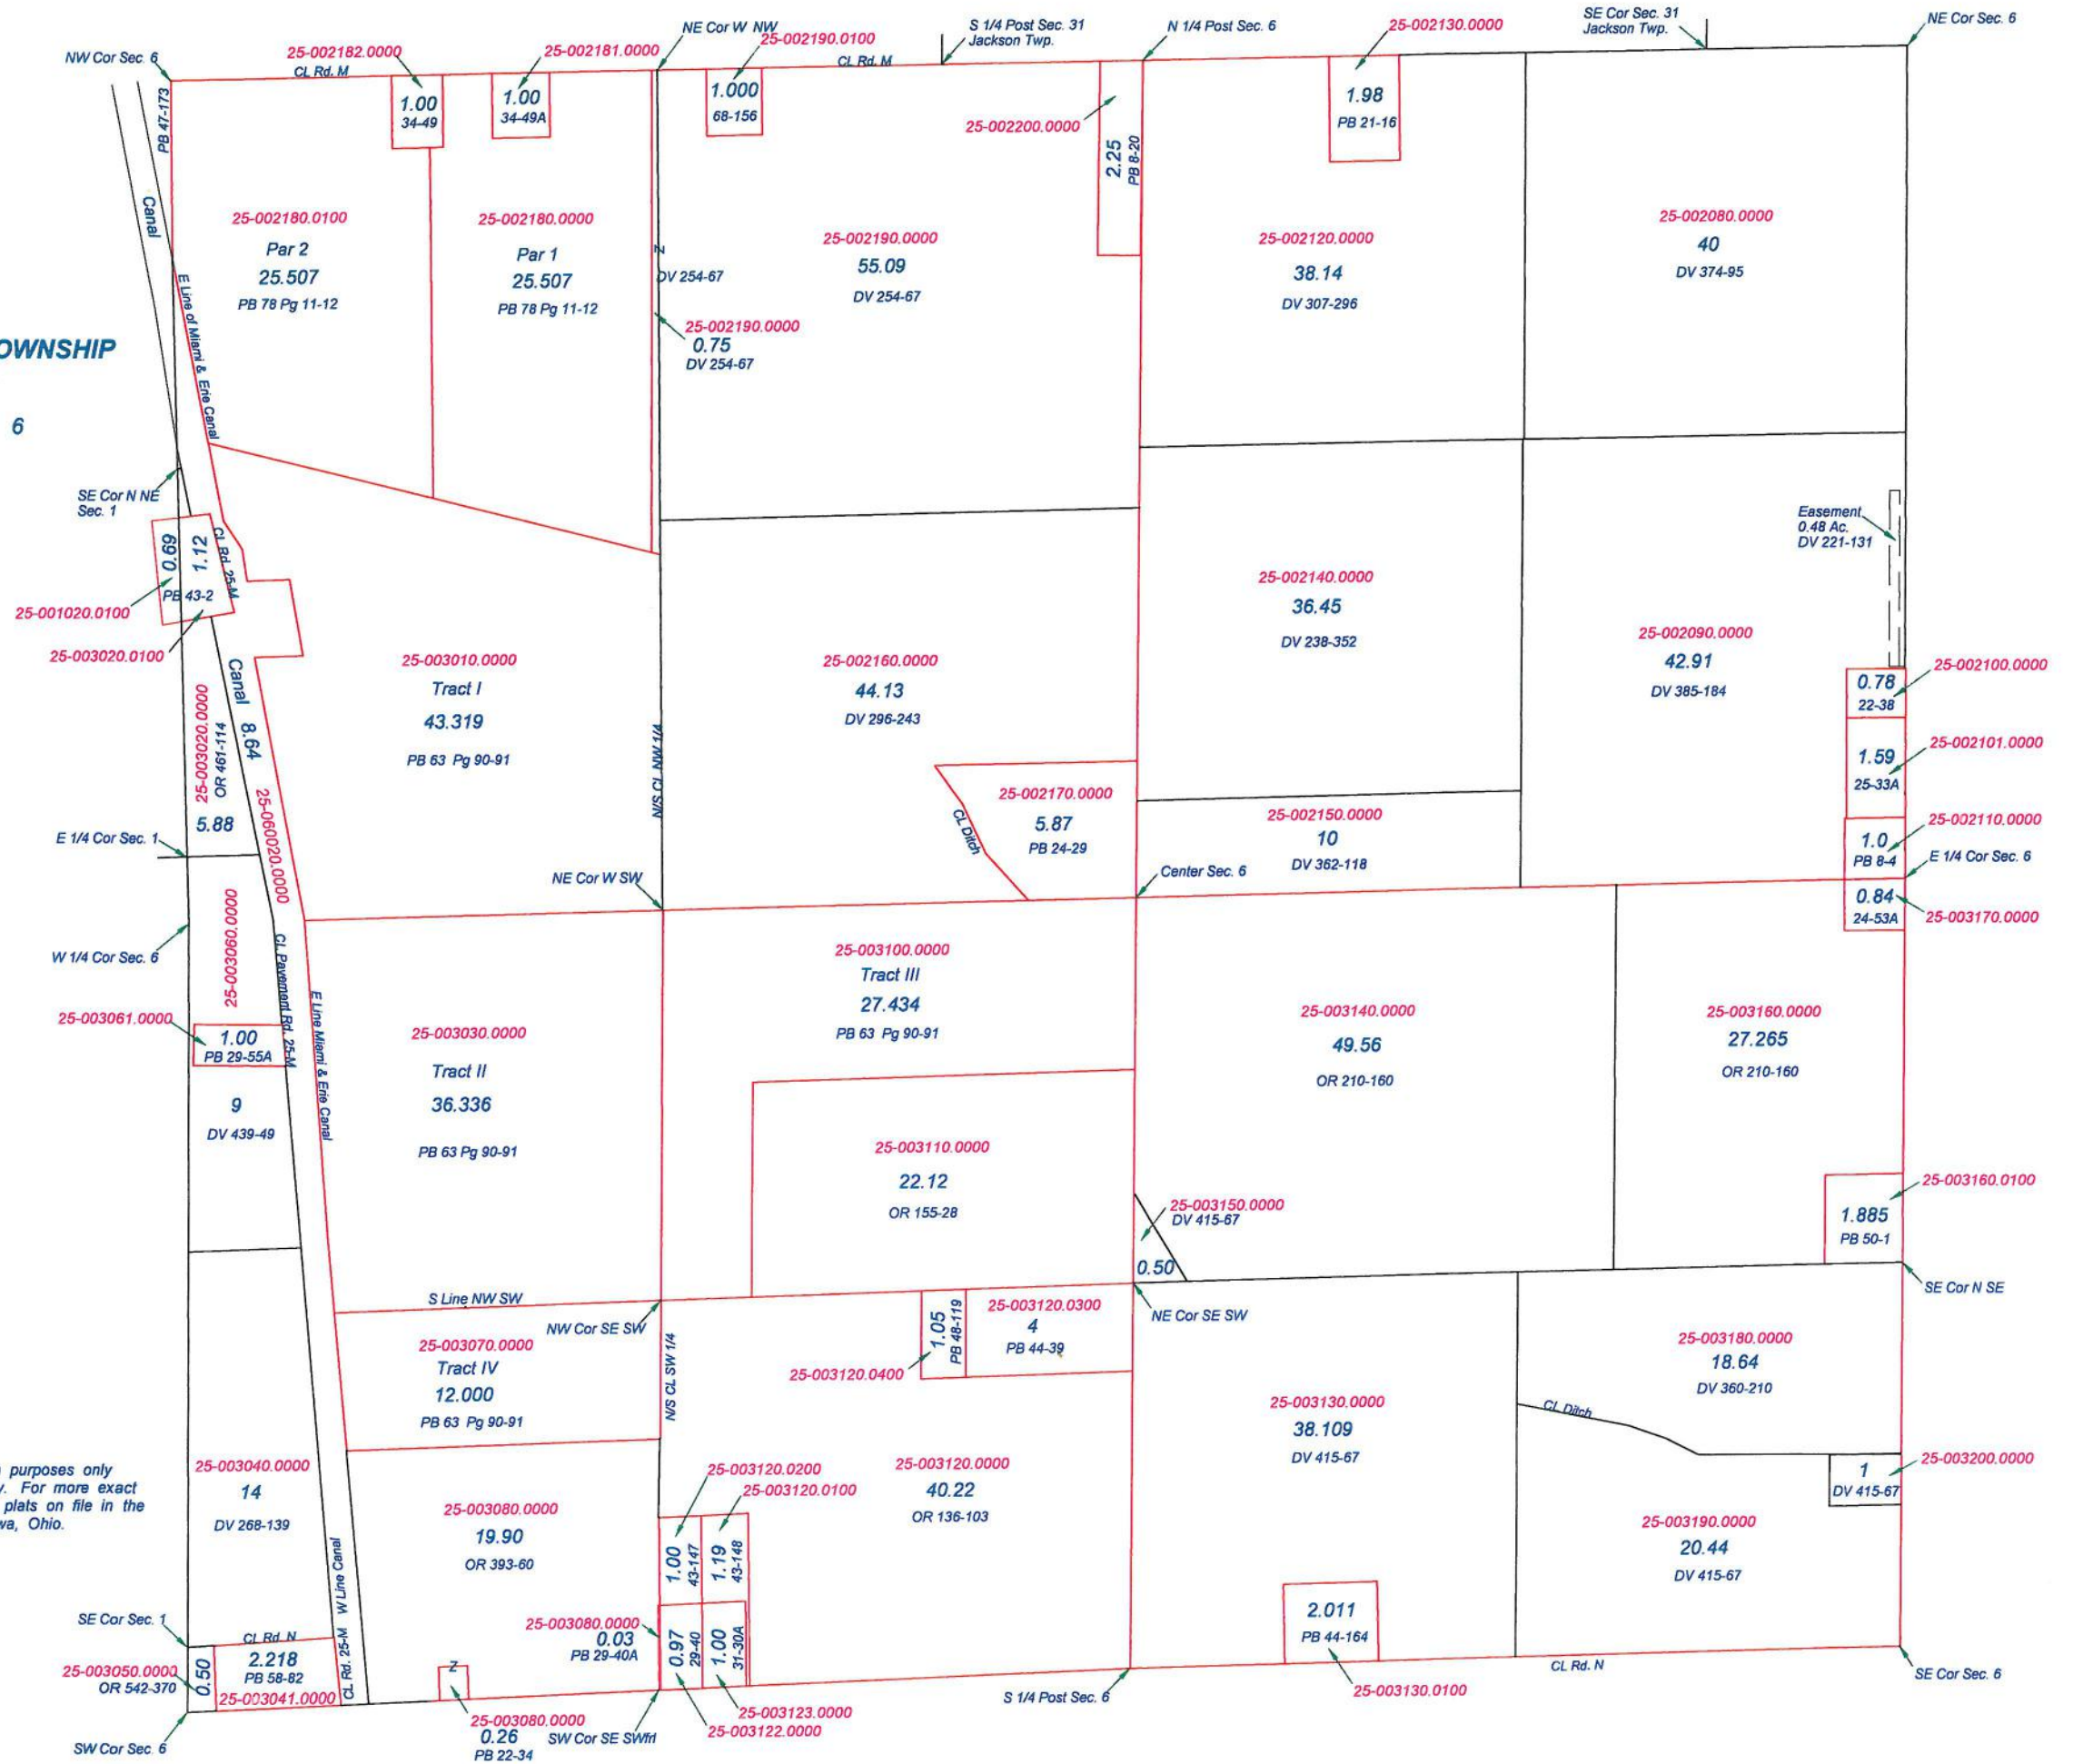 NW Cor Sec. 6
25-002182.0000
CL Rd. M
25-002181.0000
NE Cor W NW
25-002190.0100
CL Rd. M
S 1/4 Post Sec. 31
Jackson Twp.
N 1/4 Post Sec. 6
25-002130.0000
SE Cor Sec. 31
Jackson Twp.
NE Cor Sec. 6
PB 47-173
1.00
34-49
1.00
34-49A
1.000
68-156
25-002200.0000
2.25
PB 8-20
1.98
PB 21-16
Canal
E Line of Miami & Erie Canal
25-002180.0100
Par 2
25.507
PB 78 Pg 11-12
25-002180.0000
Par 1
25.507
PB 78 Pg 11-12
Z
DV 254-67
25-002190.0000
0.75
DV 254-67
25-002190.0000
55.09
DV 254-67
25-002120.0000
38.14
DV 307-296
25-002080.0000
40
DV 374-95
OWNSHIP
6
SE Cor N NE
Sec. 1
0.69
1.12
PB 43-2
CL Rd. 25-M
25-001020.0100
25-003020.0100
Easement
0.48 Ac.
DV 221-131
25-003010.0000
Tract I
43.319
PB 63 Pg 90-91
N/S CL NW 1/4
25-002160.0000
44.13
DV 296-243
25-002140.0000
36.45
DV 238-352
25-002090.0000
42.91
DV 385-184
0.78
22-38
25-002100.0000
1.59
25-33A
25-002101.0000
1.0
PB 8-4
25-002110.0000
E 1/4 Cor Sec. 6
0.84
24-53A
25-003170.0000
25-003020.0000
OR 461-114
5.88
Canal 8.64
25-060020.0000
E 1/4 Cor Sec. 1
25-002170.0000
5.87
PB 24-29
CL Ditch
25-002150.0000
10
DV 362-118
NE Cor W SW
Center Sec. 6
25-003060.0000
W 1/4 Cor Sec. 6
CL Pavement Rd. 25-M
E Line Miami & Erie Canal
25-003061.0000
1.00
PB 29-55A
9
DV 439-49
25-003030.0000
Tract II
36.336
PB 63 Pg 90-91
25-003100.0000
Tract III
27.434
PB 63 Pg 90-91
25-003110.0000
22.12
OR 155-28
25-003140.0000
49.56
OR 210-160
25-003160.0000
27.265
OR 210-160
25-003150.0000
DV 415-67
0.50
25-003160.0100
1.885
PB 50-1
SE Cor N SE
S Line NW SW
NW Cor SE SW
NE Cor SE SW
25-003070.0000
Tract IV
12.000
PB 63 Pg 90-91
N/S CL SW 1/4
1.05
PB 48-119
25-003120.0300
4
PB 44-39
25-003120.0400
25-003180.0000
18.64
DV 360-210
CL Ditch
25-003130.0000
38.109
DV 415-67
25-003120.0200
25-003120.0100
25-003120.0000
40.22
OR 136-103
25-003200.0000
1
DV 415-67
25-003190.0000
20.44
DV 415-67
purposes only
. For more exact
plats on file in the
wa, Ohio.
25-003040.0000
14
DV 268-139
25-003080.0000
19.90
OR 393-60
1.00
43-147
1.19
43-148
W Line Canal
CL Rd. 25-M
SE Cor Sec. 1
CL Rd. N
25-003050.0000
OR 542-370
0.50
2.218
PB 58-82
25-003041.0000
SW Cor Sec. 6
Z
25-003080.0000
0.26
PB 22-34
25-003080.0000
0.03
PB 29-40A
0.97
29-40
1.00
31-30A
SW Cor SE SWfrl
25-003123.0000
25-003122.0000
S 1/4 Post Sec. 6
2.011
PB 44-164
25-003130.0100
CL Rd. N
SE Cor Sec. 6